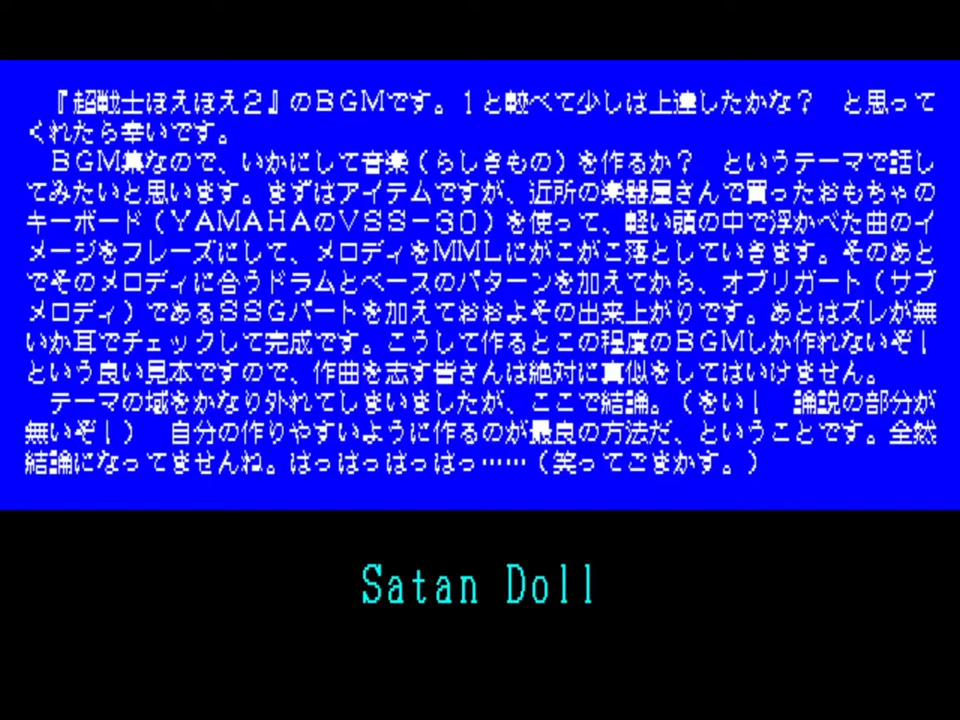 『超戦士ほえほえ２』のＢＧＭです。１と較べて少しは上達したかな？　と思って
くれたら幸いです。
ＢＧＭ集なので、いかにして音楽（らしきもの）を作るか？　というテーマで話し
てみたいと思います。まずはアイテムですが、近所の楽器屋さんで買ったおもちゃの
キーボード（ＹＡＭＡＨＡのＶＳＳ－３０）を使って、軽い頭の中で浮かべた曲のイ
メージをフレーズにして、メロディをＭＭＬにがこがこ落としていきます。そのあと
でそのメロディに合うドラムとベースのパターンを加えてから、オブリガート（サブ
メロディ）であるＳＳＧパートを加えておおよその出来上がりです。あとはズレが無
いか耳でチェックして完成です。こうして作るとこの程度のＢＧＭしか作れないぞ！
という良い見本ですので、作曲を志す皆さんは絶対に真似をしてはいけません。
テーマの域をかなり外れてしまいましたが、ここで結論。（をい！　論説の部分が
無いぞ！）　自分の作りやすいように作るのが最良の方法だ、ということです。全然
結論になってませんね。はっはっはっはっ……（笑ってごまかす。）
Satan Doll